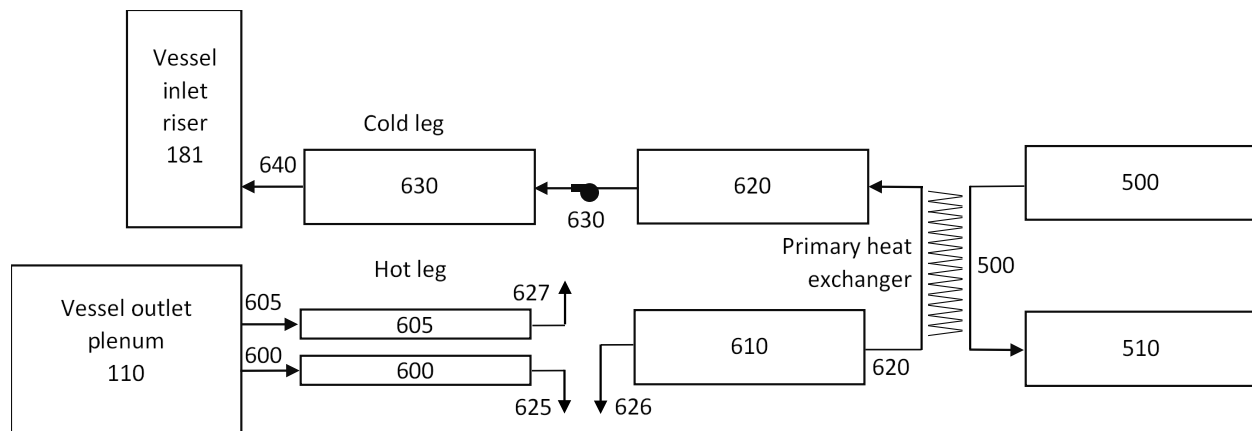 Vessel
inlet
riser
181
Cold leg
640
630
630
620
500
Primary heat
exchanger
500
Hot leg
Vessel outlet
plenum
110
605
605
627
600
600
625
626
610
620
510